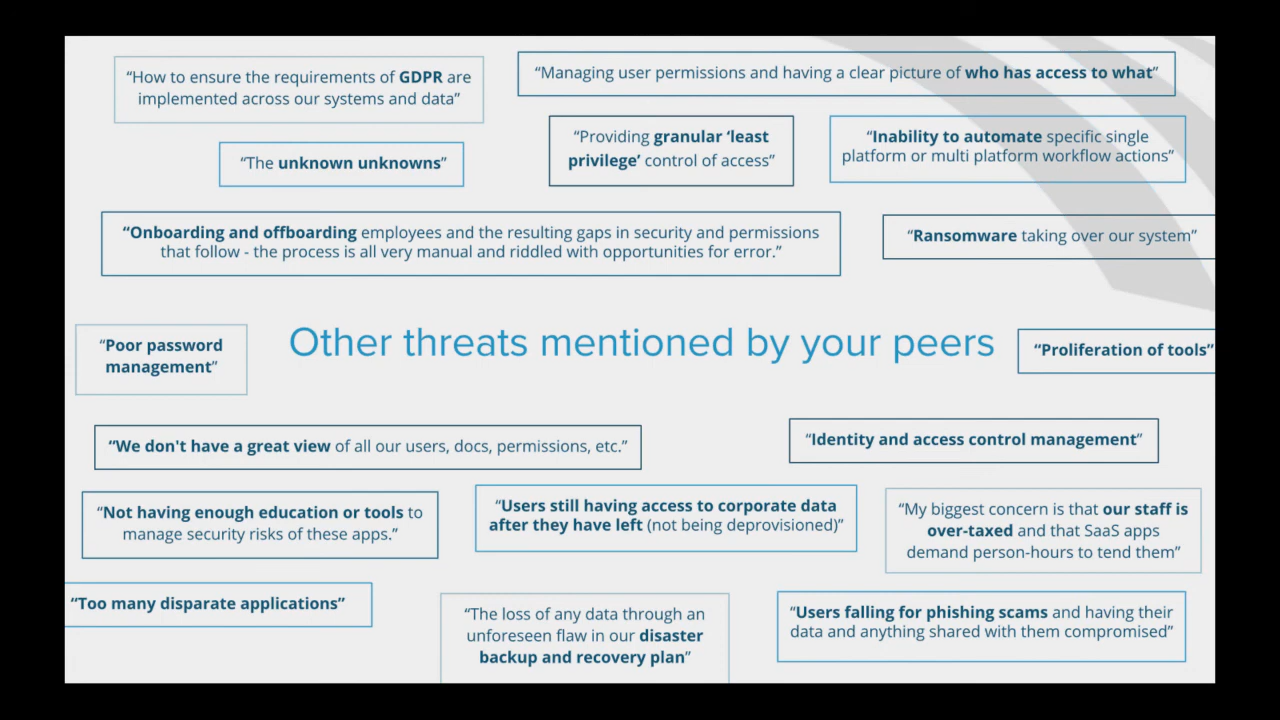 “How to ensure the requirements of GDPR are
implemented across our systems and data”
“Managing user permissions and having a clear picture of who has access to what”
“The unknown unknowns”
“Providing granular ‘least
privilege’ control of access”
“Inability to automate specific single
platform or multi platform workflow actions”
“Onboarding and offboarding employees and the resulting gaps in security and permissions
that follow - the process is all very manual and riddled with opportunities for error.”
“Ransomware taking over our system”
“Poor password
management”
Other threats mentioned by your peers
“Proliferation of tools”
“We don't have a great view of all our users, docs, permissions, etc.”
“Identity and access control management”
“Not having enough education or tools to
manage security risks of these apps.”
“Users still having access to corporate data
after they have left (not being deprovisioned)”
“My biggest concern is that our staff is
over-taxed and that SaaS apps
demand person-hours to tend them”
“Too many disparate applications”
“The loss of any data through an
unforeseen flaw in our disaster
backup and recovery plan”
“Users falling for phishing scams and having their
data and anything shared with them compromised”